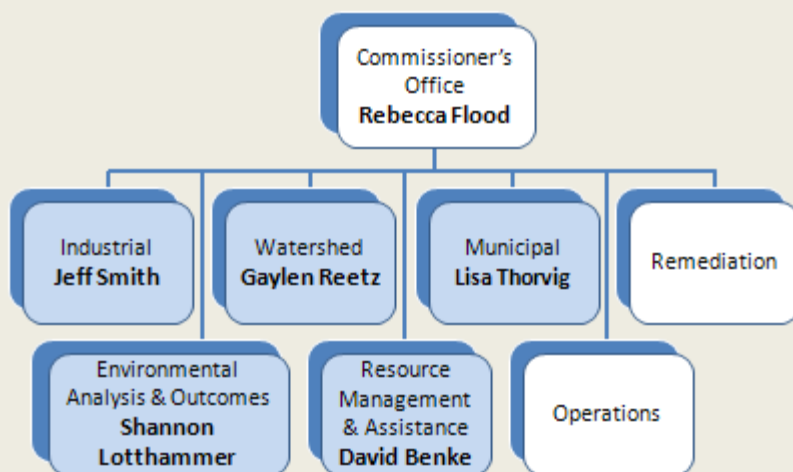 Commissioner's
Office
Rebecca Flood
Industrial
Jeff Smith
Watershed
Gaylen Reetz
Municipal
Lisa Thorvig
Remediation
Environmental
Analysis & Outcomes
Shannon
Lotthammer
Resource
Management
& Assistance
David Benke
Operations